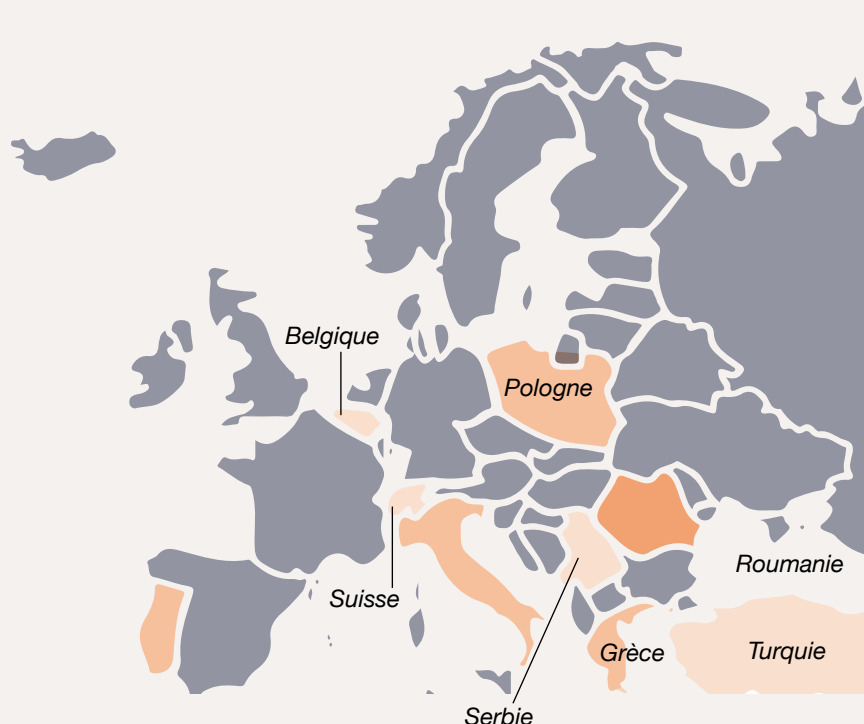 Belgique
Pologne
Roumanie
Suisse
Grèce
Turquie
Serbie